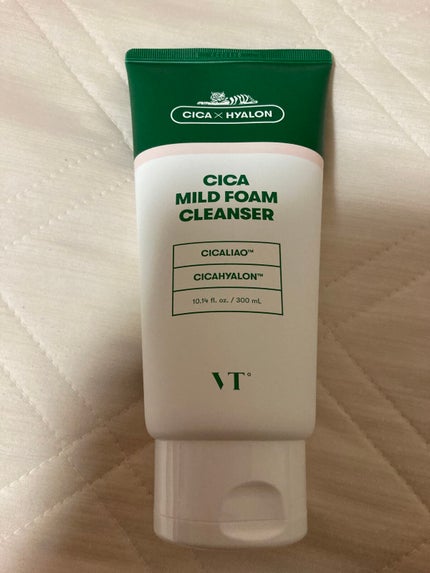 CICA × HYALON
CICA
MILD FOAM
CLEANSER
CICALIAO™
CICAHYALON™
10.14 fl. oz. / 300 mL
VT°